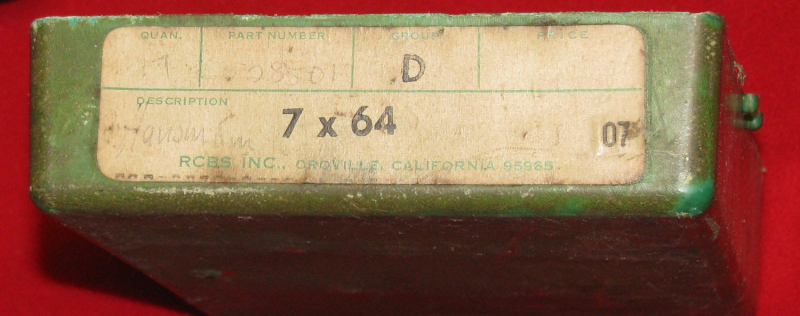 QUAN. PART NUMBER GROUP PRICE
D
DESCRIPTION
7 x 64
07
RCBS INC., OROVILLE, CALIFORNIA 95965